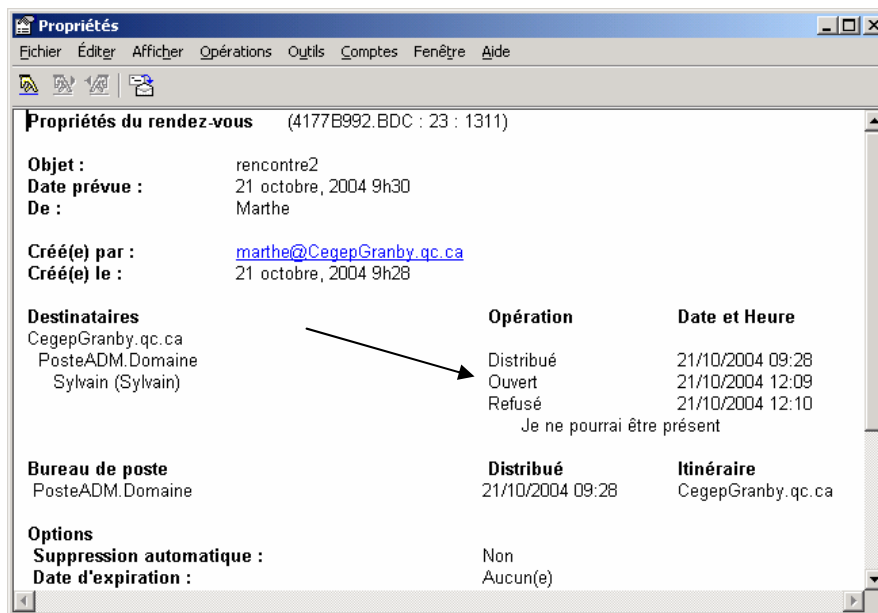 Propriétés
Fichier Éditer Afficher Opérations Outils Comptes Fenêtre Aide
Propriétés du rendez-vous (4177B992.BDC : 23 : 1311)
Objet : rencontre2
Date prévue : 21 octobre, 2004 9h30
De : Marthe
Créé(e) par : marthe@CegepGranby.qc.ca
Créé(e) le : 21 octobre, 2004 9h28
Destinataires Opération Date et Heure
CegepGranby.qc.ca
PosteADM.Domaine Distribué 21/10/2004 09:28
Sylvain (Sylvain) Ouvert 21/10/2004 12:09
Refusé 21/10/2004 12:10
Je ne pourrai être présent
Bureau de poste Distribué Itinéraire
PosteADM.Domaine 21/10/2004 09:28 CegepGranby.qc.ca
Options
Suppression automatique : Non
Date d'expiration : Aucun(e)